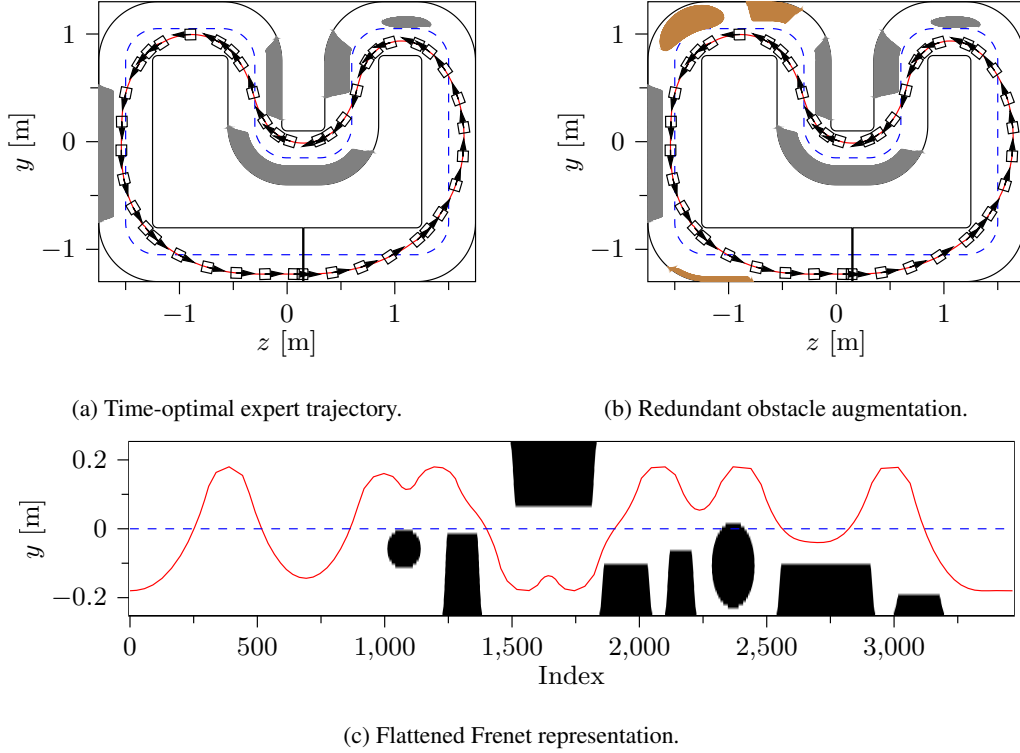 1
0
−1
y [m]
−1
0
1
z [m]
(a) Time-optimal expert trajectory.
1
0
−1
y [m]
−1
0
1
z [m]
(b) Redundant obstacle augmentation.
0.2
0
−0.2
y [m]
0
500
1,000
1,500
2,000
2,500
3,000
Index
(c) Flattened Frenet representation.